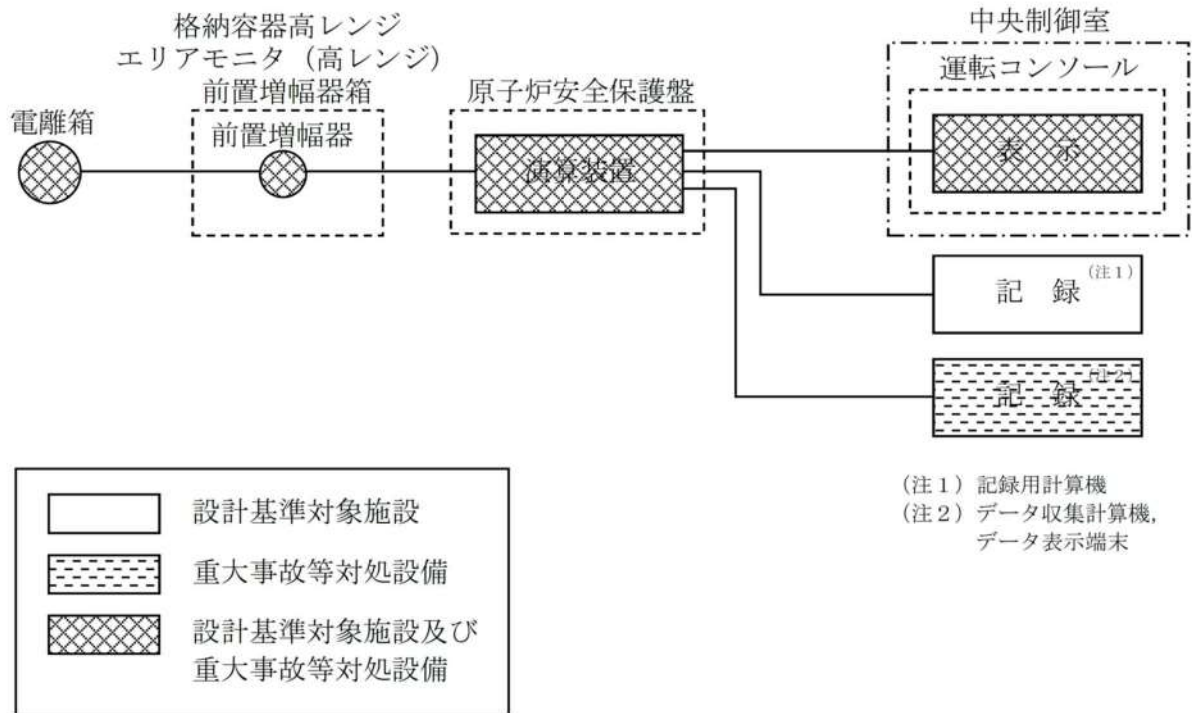 格納容器高レンジ
エリアモニタ（高レンジ）
前置増幅器箱
電離箱
前置増幅器
原子炉安全保護盤
演算装置
中央制御室
運転コンソール
表　示
記　録（注１）
記　録（注２）
（注１）記録用計算機
（注２）データ収集計算機，
データ表示端末
設計基準対象施設
重大事故等対処設備
設計基準対象施設及び
重大事故等対処設備